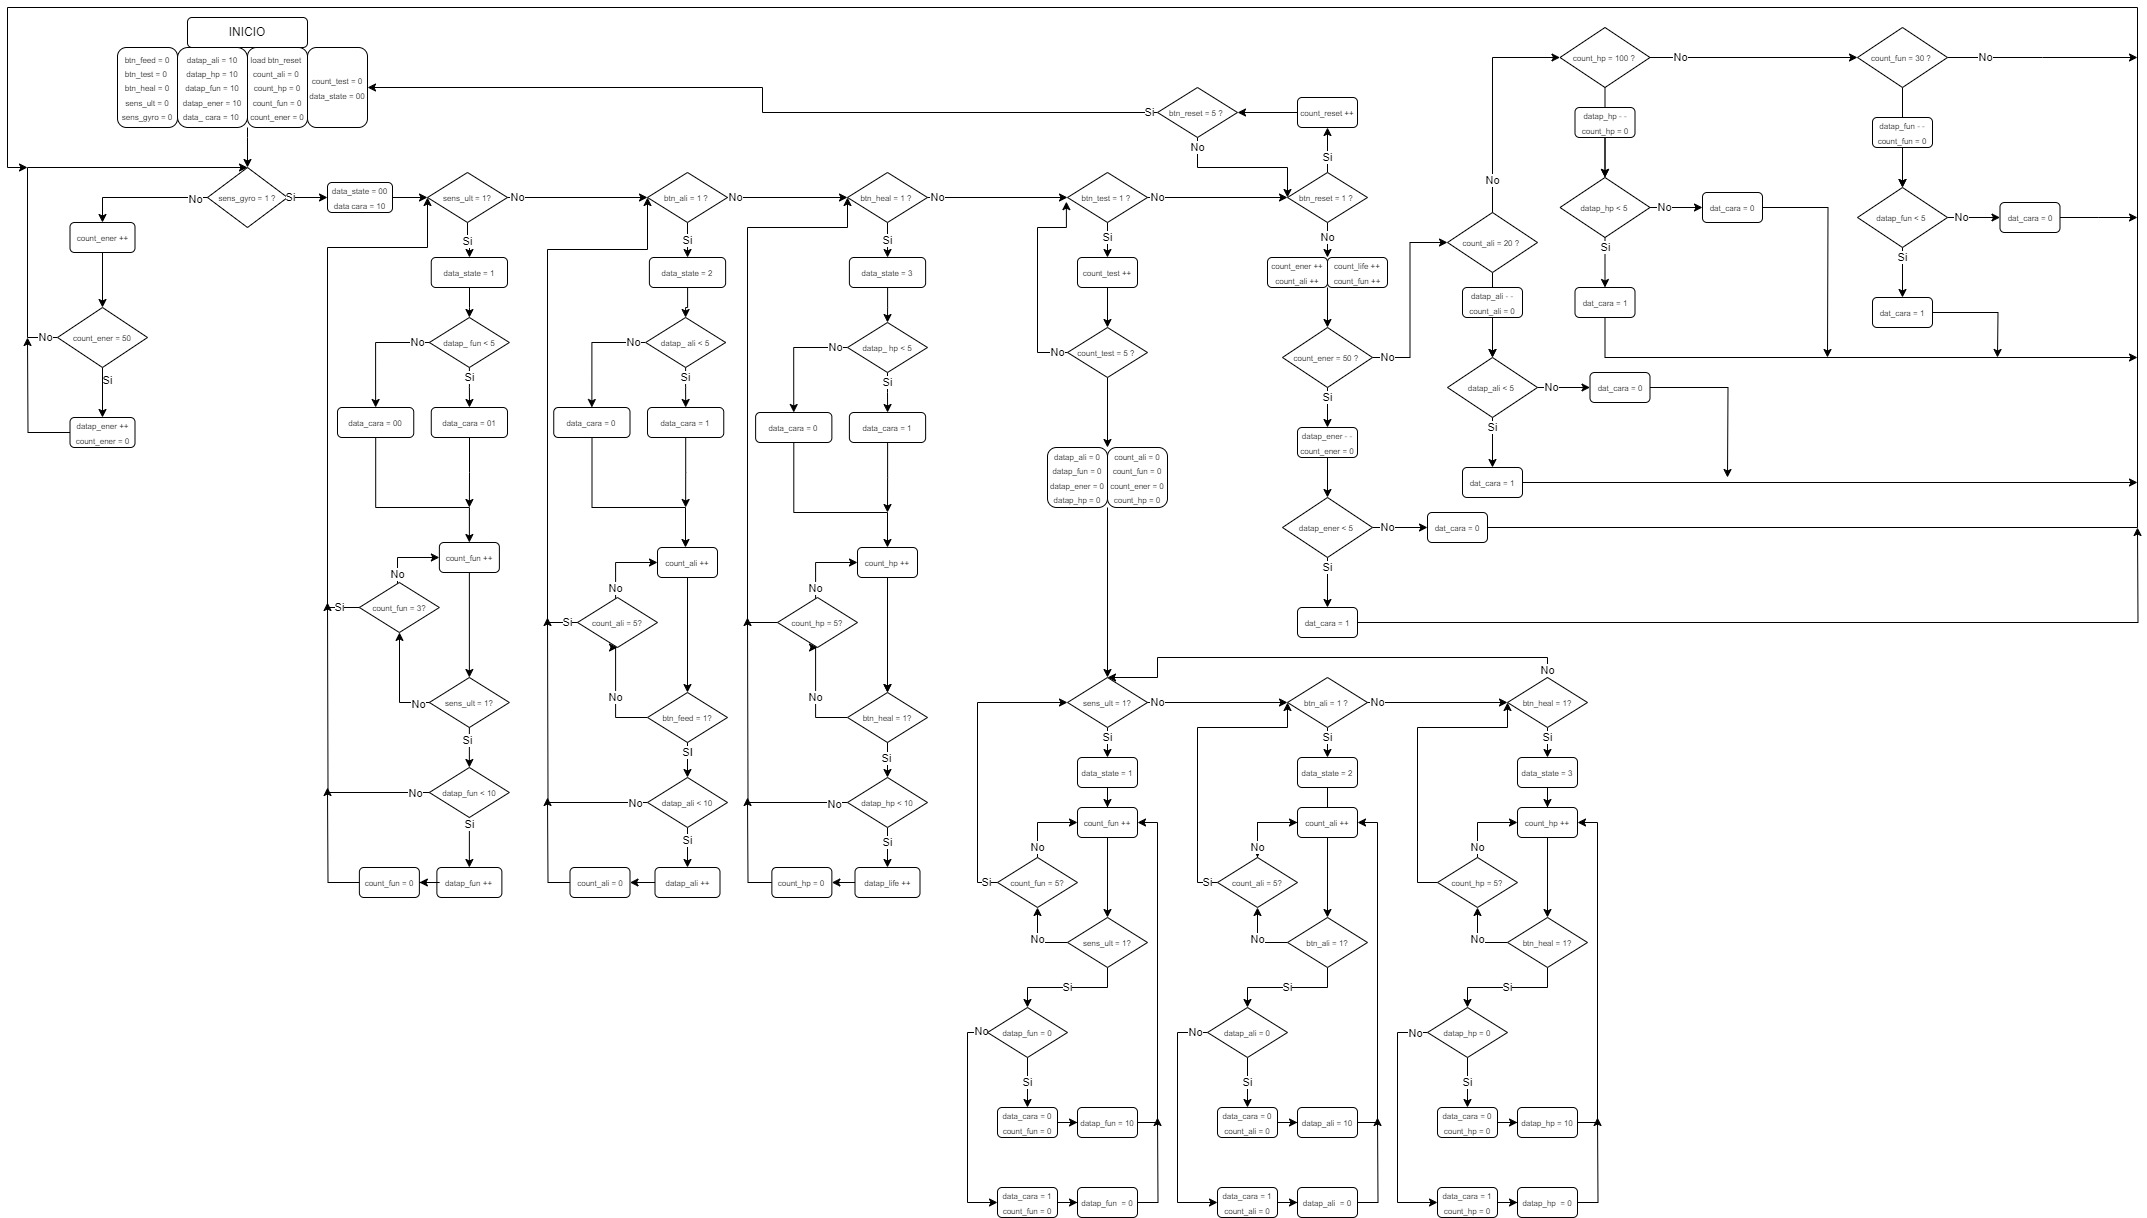 INICIO
btn_feed = 0
btn_test = 0
btn_heal = 0
sens_ult = 0
sens_gyro = 0
datap_ali = 10
datap_hp = 10
datap_fun = 10
datap_ener = 10
data_ cara = 10
load btn_reset
count_ali = 0
count_hp = 0
count_fun = 0
count_ener = 0
count_test = 0
data_state = 00
sens_gyro = 1 ?
No
Si
count_ener ++
count_ener = 50
No
Si
datap_ener ++
count_ener = 0
data_state = 00
data cara = 10
sens_ult = 1?
No
Si
data_state = 1
datap_ fun < 5
No
Si
data_cara = 00
data_cara = 01
count_fun ++
No
count_fun = 3?
Si
sens_ult = 1?
No
Si
datap_fun < 10
No
Si
count_fun = 0
datap_fun ++
btn_ali = 1 ?
No
Si
data_state = 2
datap_ ali < 5
No
Si
data_cara = 0
data_cara = 1
count_ali ++
No
count_ali = 5?
Si
No
btn_feed = 1?
SI
datap_ali < 10
No
Si
count_ali = 0
datap_ali ++
btn_heal = 1 ?
No
Si
data_state = 3
datap_ hp < 5
No
Si
data_cara = 0
data_cara = 1
count_hp ++
No
count_hp = 5?
No
btn_heal = 1?
Si
datap_hp < 10
No
Si
count_hp = 0
datap_life ++
btn_test = 1 ?
No
Si
count_test ++
count_test = 5 ?
No
datap_ali = 0
datap_fun = 0
datap_ener = 0
datap_hp = 0
count_ali = 0
count_fun = 0
count_ener = 0
count_hp = 0
btn_reset = 5 ?
Si
No
count_reset ++
Si
btn_reset = 1 ?
No
count_ener ++
count_ali ++
count_life ++
count_fun ++
count_ener = 50 ?
No
Si
datap_ener - -
count_ener = 0
datap_ener < 5
No
dat_cara = 0
Si
dat_cara = 1
No
count_ali = 20 ?
datap_ali - -
count_ali = 0
datap_ali < 5
No
dat_cara = 0
Si
dat_cara = 1
count_hp = 100 ?
No
datap_hp - -
count_hp = 0
datap_hp < 5
No
dat_cara = 0
Si
dat_cara = 1
count_fun = 30 ?
No
datap_fun - -
count_fun = 0
datap_fun < 5
No
dat_cara = 0
Si
dat_cara = 1
sens_ult = 1?
No
Si
data_state = 1
count_fun ++
No
count_fun = 5?
Si
No
sens_ult = 1?
Si
datap_fun = 0
No
Si
data_cara = 0
count_fun = 0
datap_fun = 10
data_cara = 1
count_fun = 0
datap_fun = 0
btn_ali = 1 ?
No
Si
data_state = 2
count_ali ++
No
count_ali = 5?
Si
No
btn_ali = 1?
Si
datap_ali = 0
No
Si
data_cara = 0
count_ali = 0
datap_ali = 10
data_cara = 1
count_ali = 0
datap_ali = 0
No
btn_heal = 1?
Si
data_state = 3
count_hp ++
No
count_hp = 5?
No
btn_heal = 1?
Si
datap_hp = 0
No
Si
data_cara = 0
count_hp = 0
datap_hp = 10
data_cara = 1
count_hp = 0
datap_hp = 0